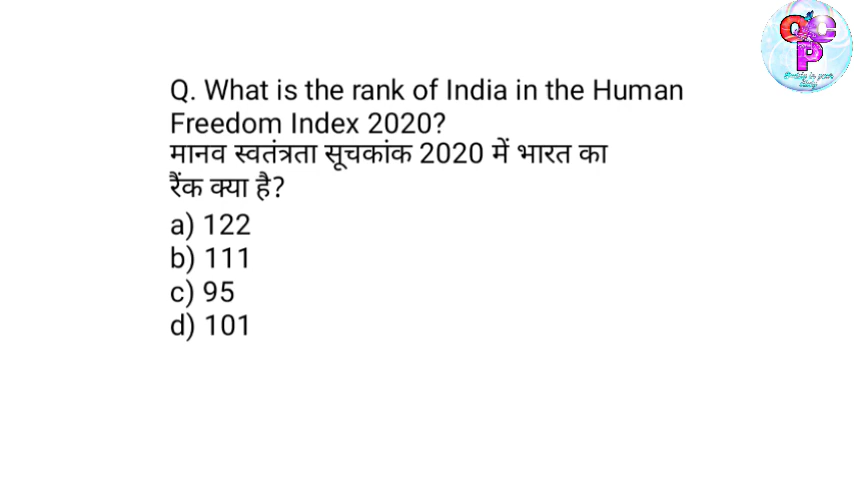 Q. What is the rank of India in the Human
Freedom Index 2020?
मानव स्वतंत्रता सूचकांक 2020 में भारत का
रैंक क्या है?
a) 122
b) 111
c) 95
d) 101
QCP